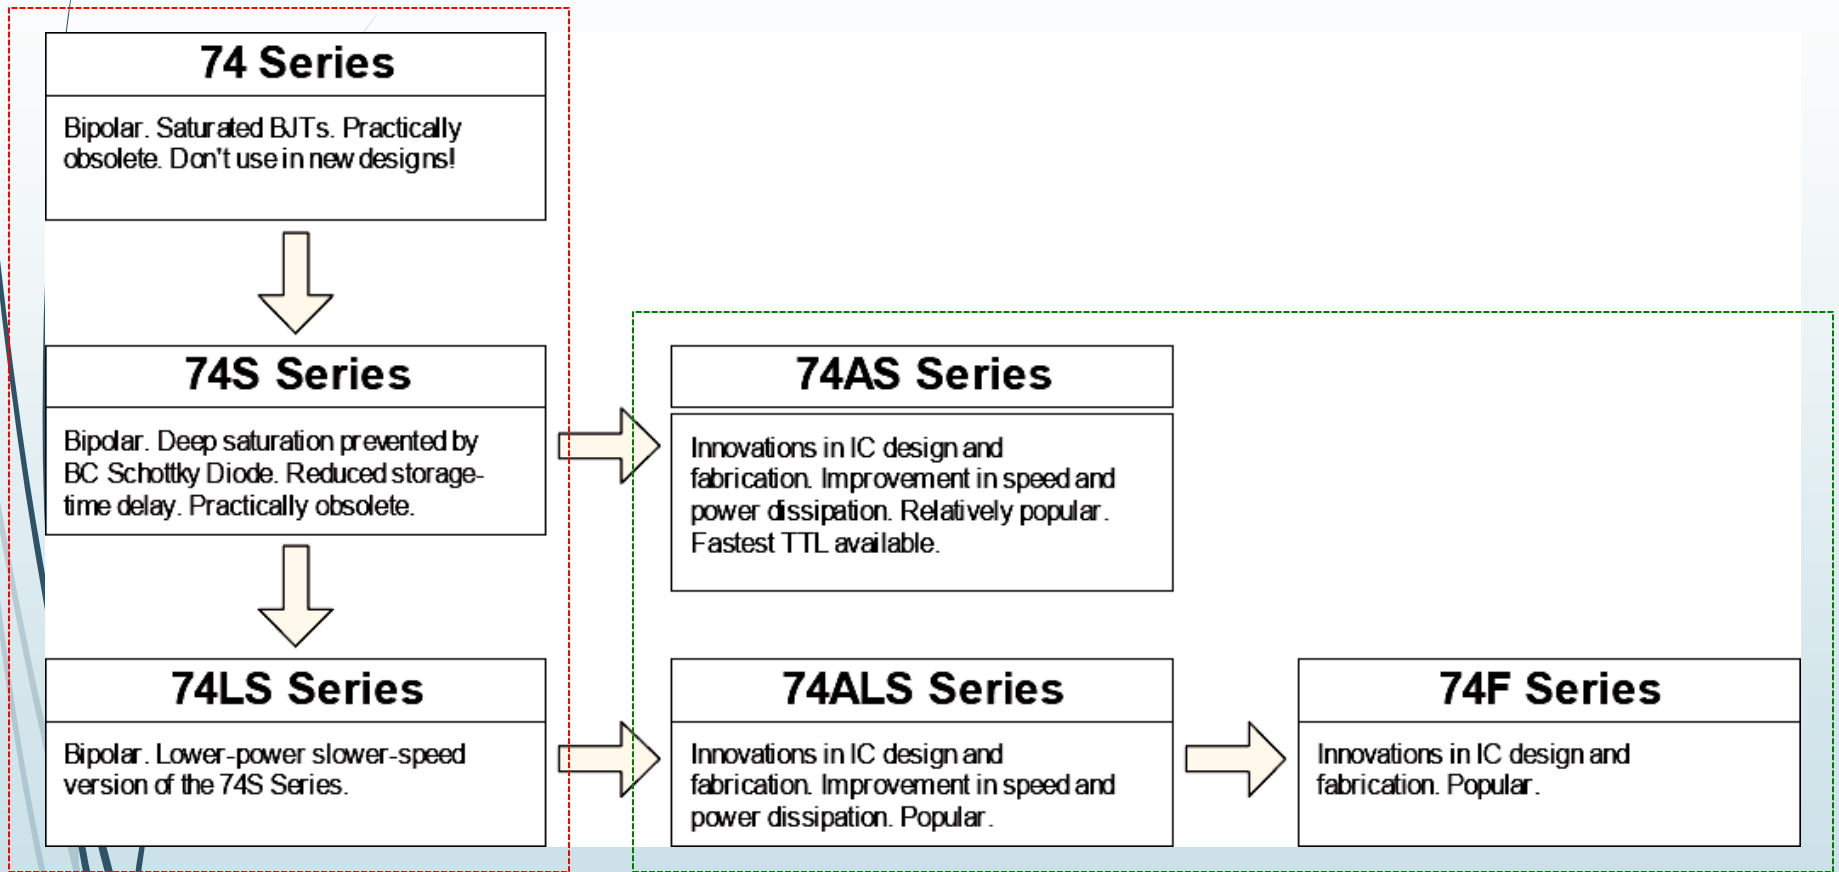 74 Series
Bipolar. Saturated BJTs. Practically
obsolete. Don't use in new designs!
74S Series
Bipolar. Deep saturation prevented by
BC Schottky Diode. Reduced storage-
time delay. Practically obsolete.
74AS Series
Innovations in IC design and
fabrication. Improvement in speed and
power dissipation. Relatively popular.
Fastest TTL available.
74LS Series
Bipolar. Lower-power slower-speed
version of the 74S Series.
74ALS Series
Innovations in IC design and
fabrication. Improvement in speed and
power dissipation. Popular.
74F Series
Innovations in IC design and
fabrication. Popular.